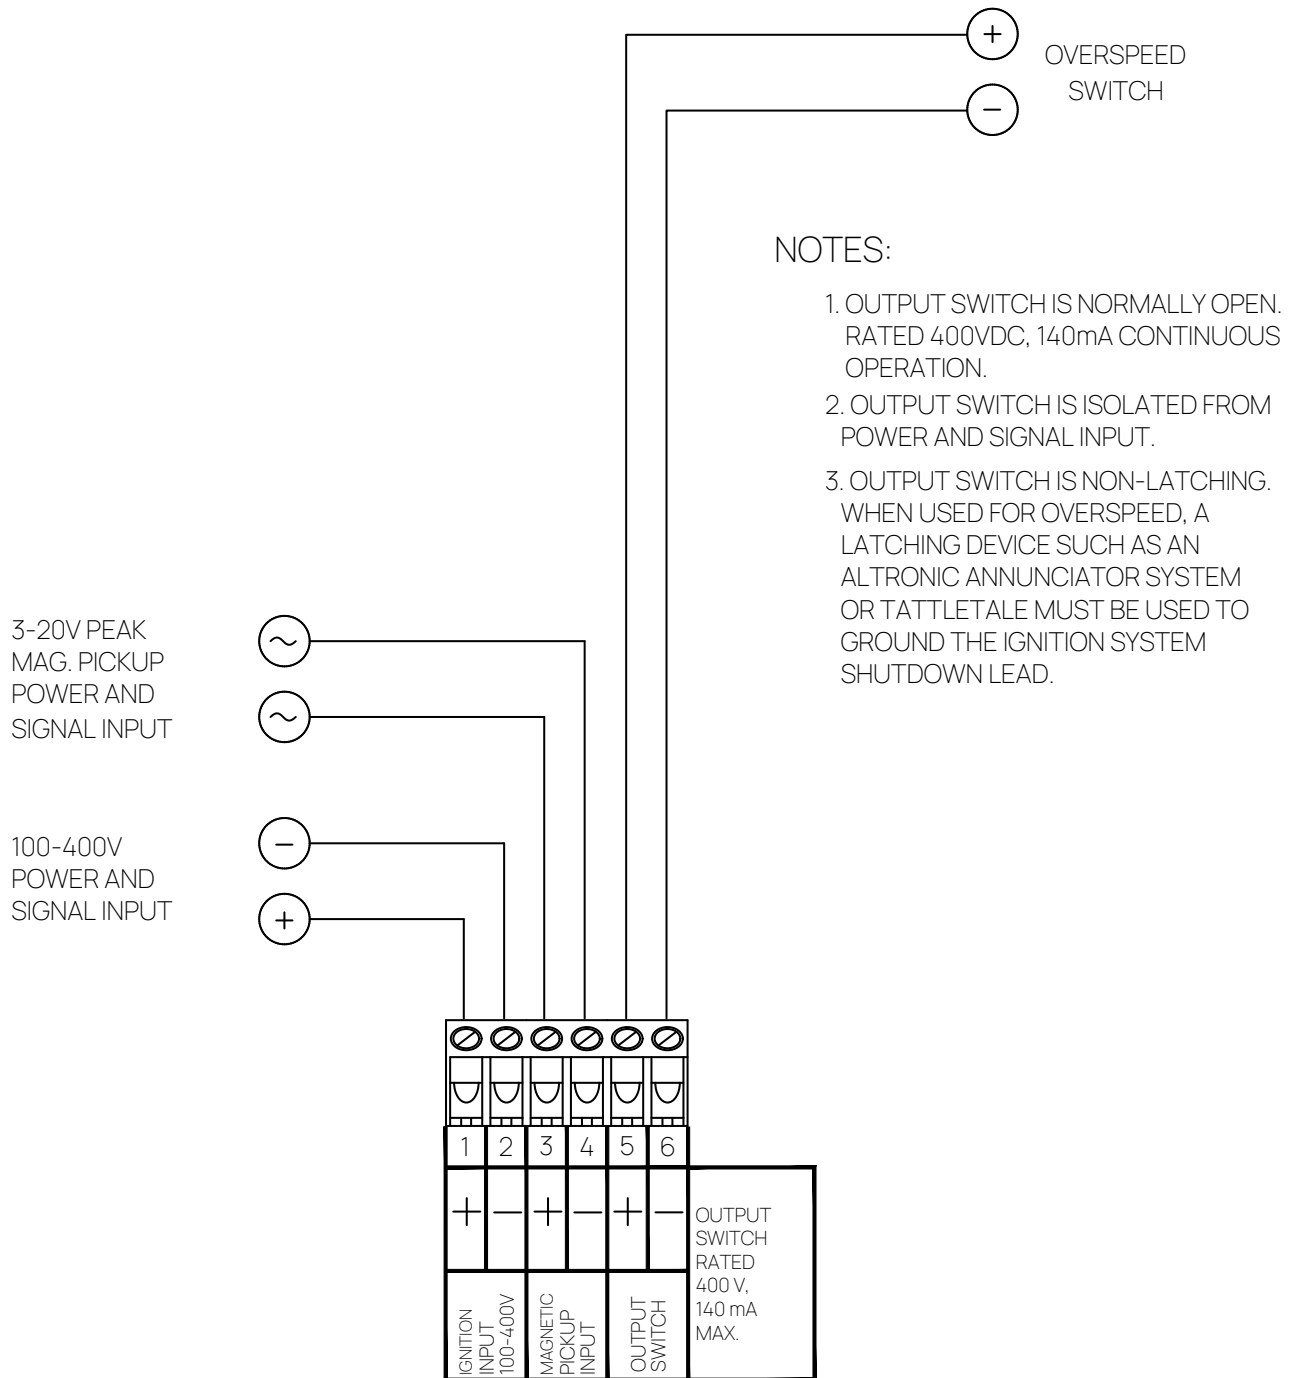 OVERSPEED
SWITCH
NOTES:
1. OUTPUT SWITCH IS NORMALLY OPEN.
RATED 400VDC, 140mA CONTINUOUS
OPERATION.
2. OUTPUT SWITCH IS ISOLATED FROM
POWER AND SIGNAL INPUT.
3. OUTPUT SWITCH IS NON-LATCHING.
WHEN USED FOR OVERSPEED, A
LATCHING DEVICE SUCH AS AN
ALTRONIC ANNUNCIATOR SYSTEM
OR TATTLETALE MUST BE USED TO
GROUND THE IGNITION SYSTEM
SHUTDOWN LEAD.
3-20V PEAK
MAG. PICKUP
POWER AND
SIGNAL INPUT
100-400V
POWER AND
SIGNAL INPUT
1 2 3 4 5 6
+ − + − + −
IGNITION
INPUT
100-400V
MAGNETIC
PICKUP
INPUT
OUTPUT
SWITCH
OUTPUT
SWITCH
RATED
400 V,
140 mA
MAX.